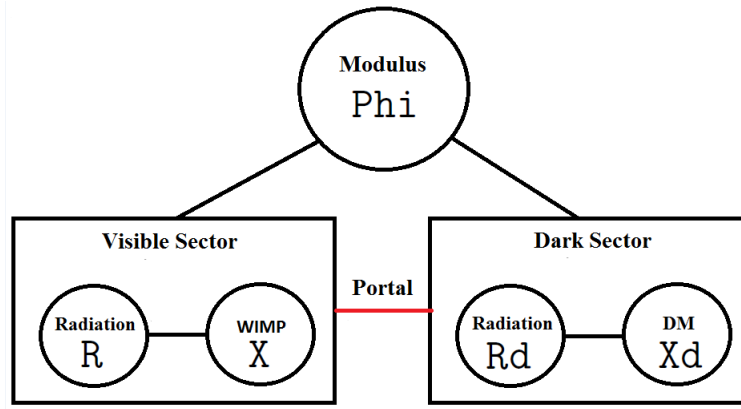 Modulus
Phi
Visible Sector
Dark Sector
Portal
Radiation
R
WIMP
X
Radiation
Rd
DM
Xd